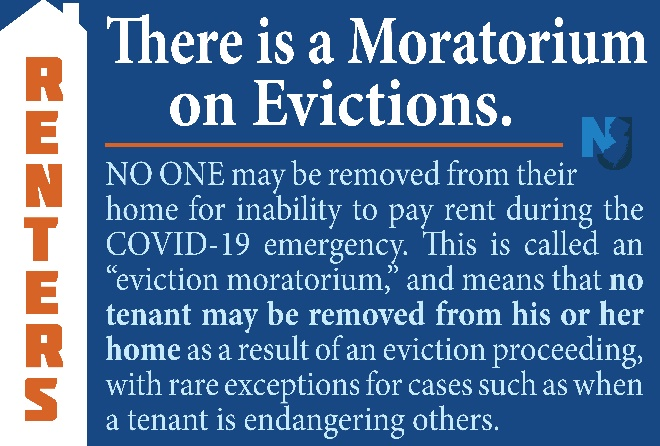 RENTERS
There is a Moratorium
on Evictions.
NJ
NO ONE may be removed from their
home for inability to pay rent during the
COVID-19 emergency. This is called an
“eviction moratorium,” and means that no
tenant may be removed from his or her
home as a result of an eviction proceeding,
with rare exceptions for cases such as when
a tenant is endangering others.